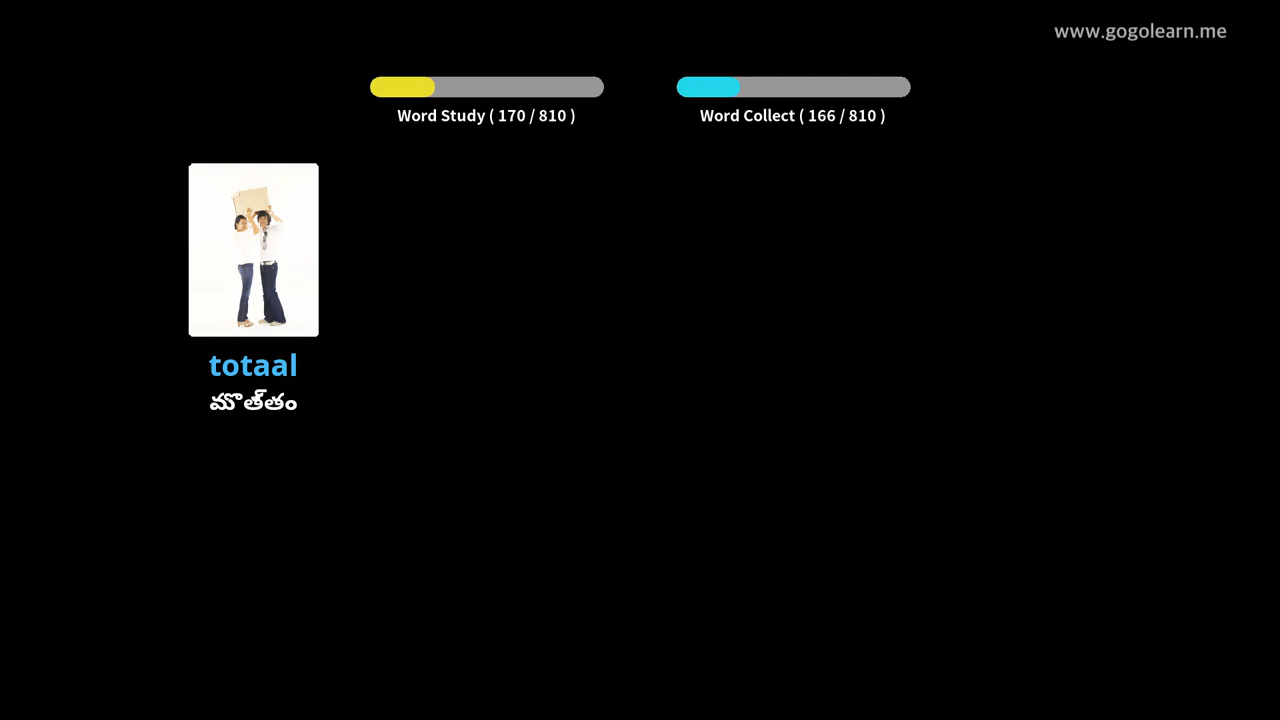 www.gogolearn.me
Word Study ( 170 / 810 )
Word Collect ( 166 / 810 )
totaal
మొత్తం